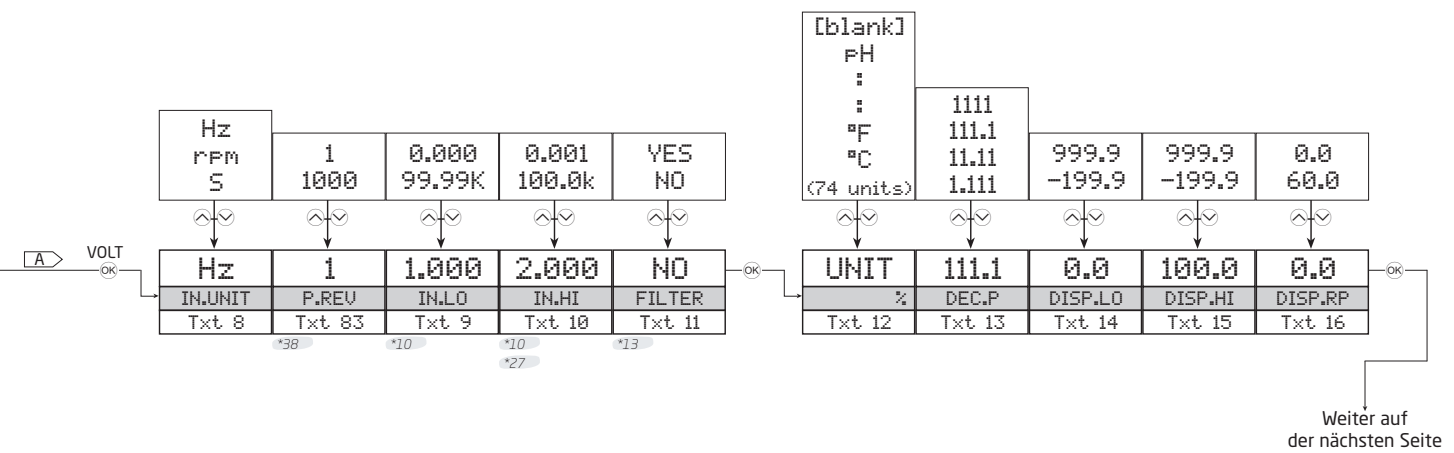 [blank]
pH
:
:
°F
°C
(74 units)
Hz
rpm
S
1
1000
0.000
99.99K
0.001
100.0k
YES
NO
1111
111.1
11.11
1.111
999.9
-199.9
999.9
-199.9
0.0
60.0
A
VOLT
OK
Hz
IN.UNIT
Txt 8
1
P.REV
Txt 83
*38
1.000
IN.LO
Txt 9
*10
2.000
IN.HI
Txt 10
*10
*27
NO
FILTER
Txt 11
*13
OK
UNIT
%
Txt 12
111.1
DEC.P
Txt 13
0.0
DISP.LO
Txt 14
100.0
DISP.HI
Txt 15
0.0
DISP.RP
Txt 16
OK
Weiter auf
der nächsten Seite